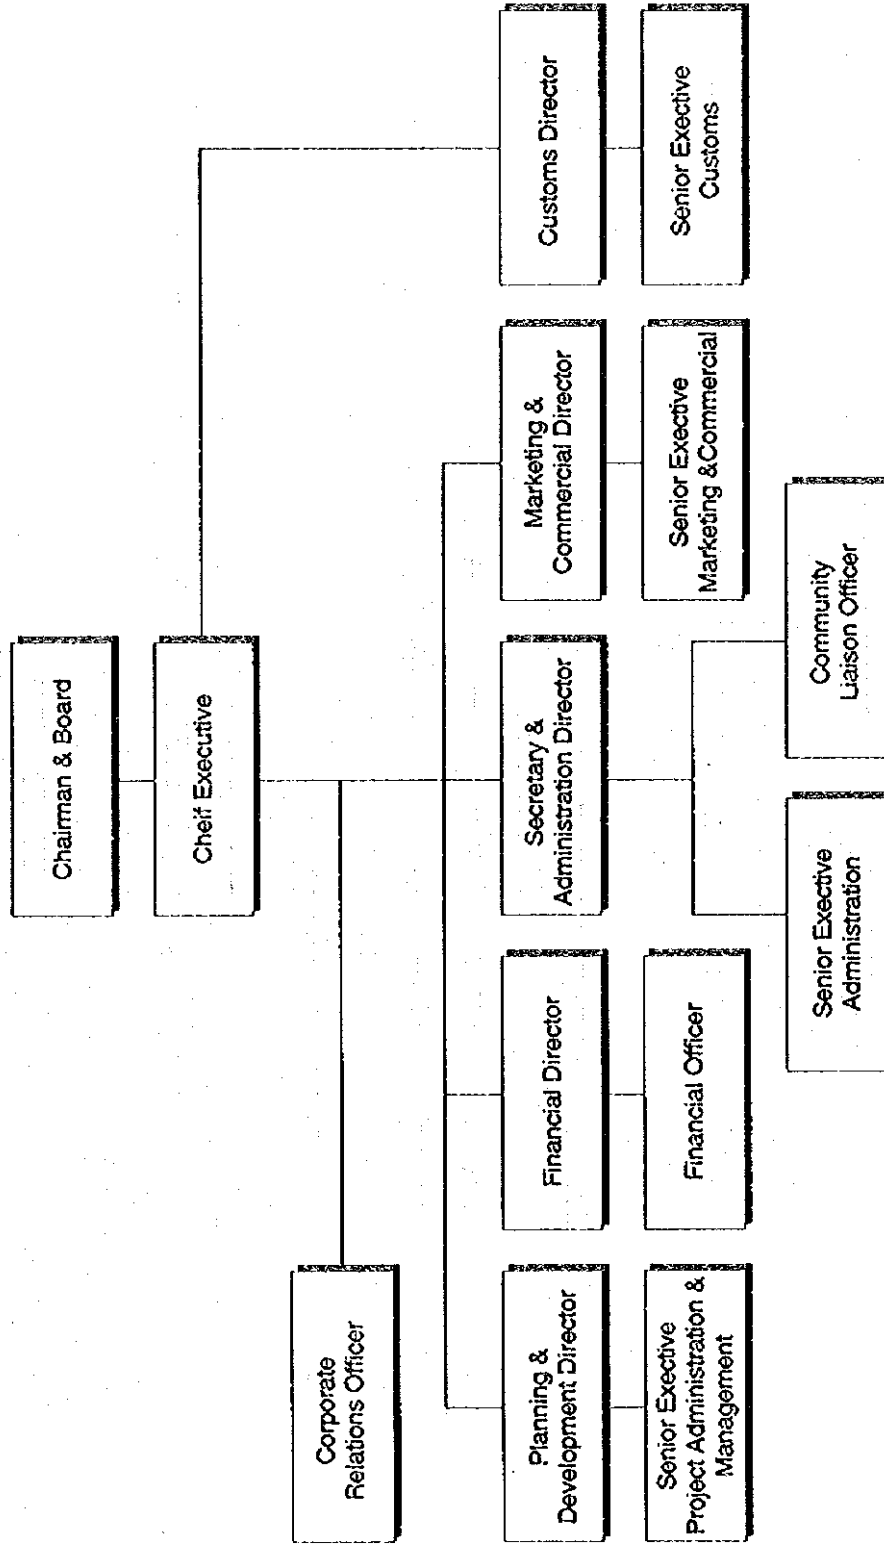 Chairman & Board
Cheif Executive
Corporate
Relations Officer
Planning &
Development Director
Financial Director
Secretary &
Administration Director
Marketing &
Commercial Director
Customs Director
Senior Exective
Project Administration &
Management
Financial Officer
Senior Exective
Marketing &Commercial
Senior Exective
Customs
Senior Exective
Administration
Community
Liaison Officer